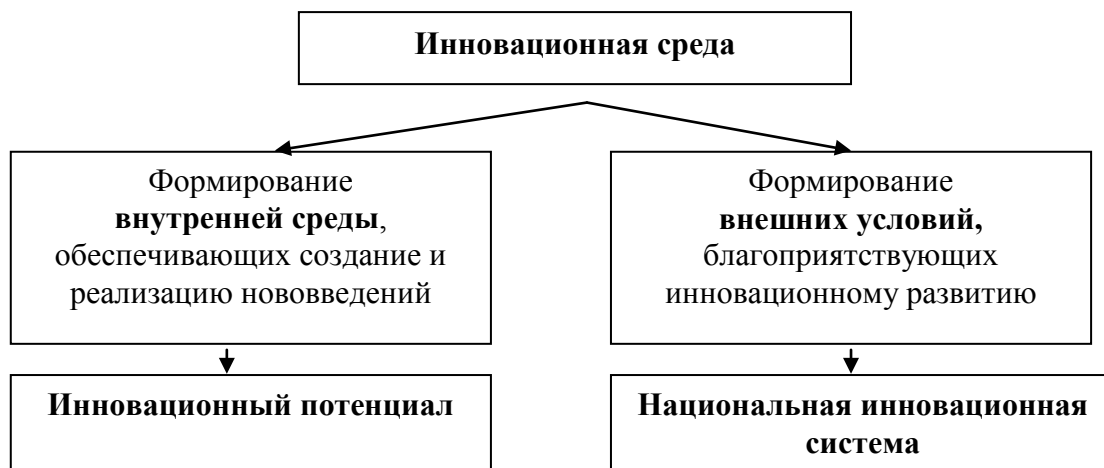 Инновационная среда
Формирование
внутренней среды,
обеспечивающих создание и
реализацию нововведений
Формирование
внешних условий,
благоприятствующих
инновационному развитию
Инновационный потенциал
Национальная инновационная
система